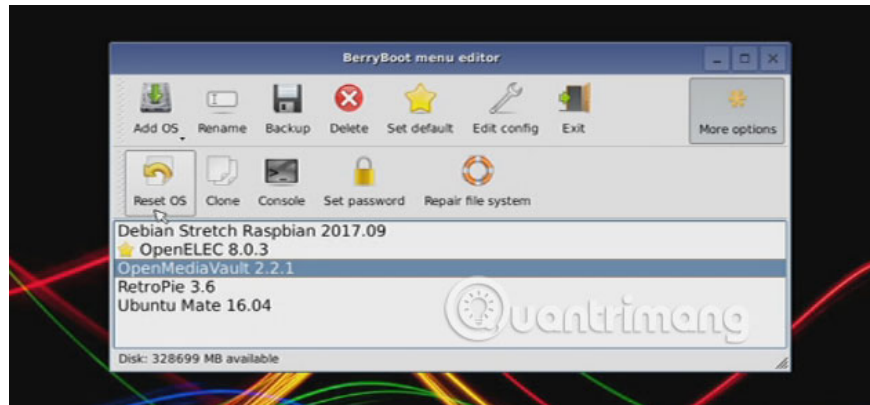 BerryBoot menu editor
Add OS Rename Backup Delete Set default Edit config Exit More options
Reset OS Clone Console Set password Repair file system
Debian Stretch Raspbian 2017.09
OpenELEC 8.0.3
OpenMediaVault 2.2.1
RetroPie 3.6
Ubuntu Mate 16.04
Quantrimang
Disk: 328699 MB available